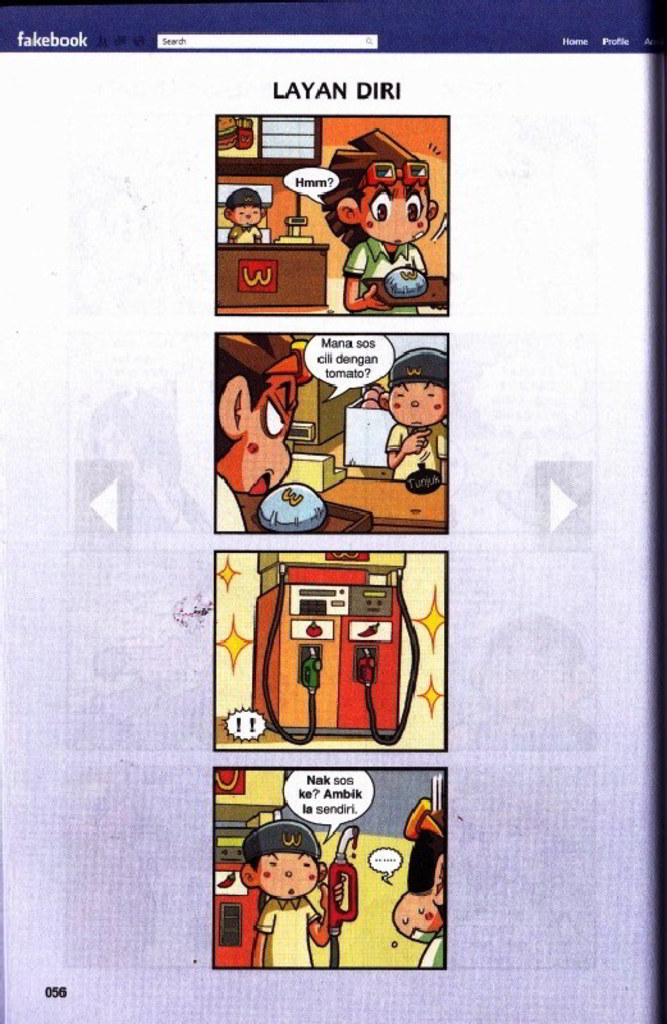 fakebook
Search
Home
Profile
LAYAN DIRI
Hmm?
W
Mana sos
cili dengan
tomato?
W
W
Tunjuk
! !
Nak sos
ke? Ambik
la sendiri.
W
......
056